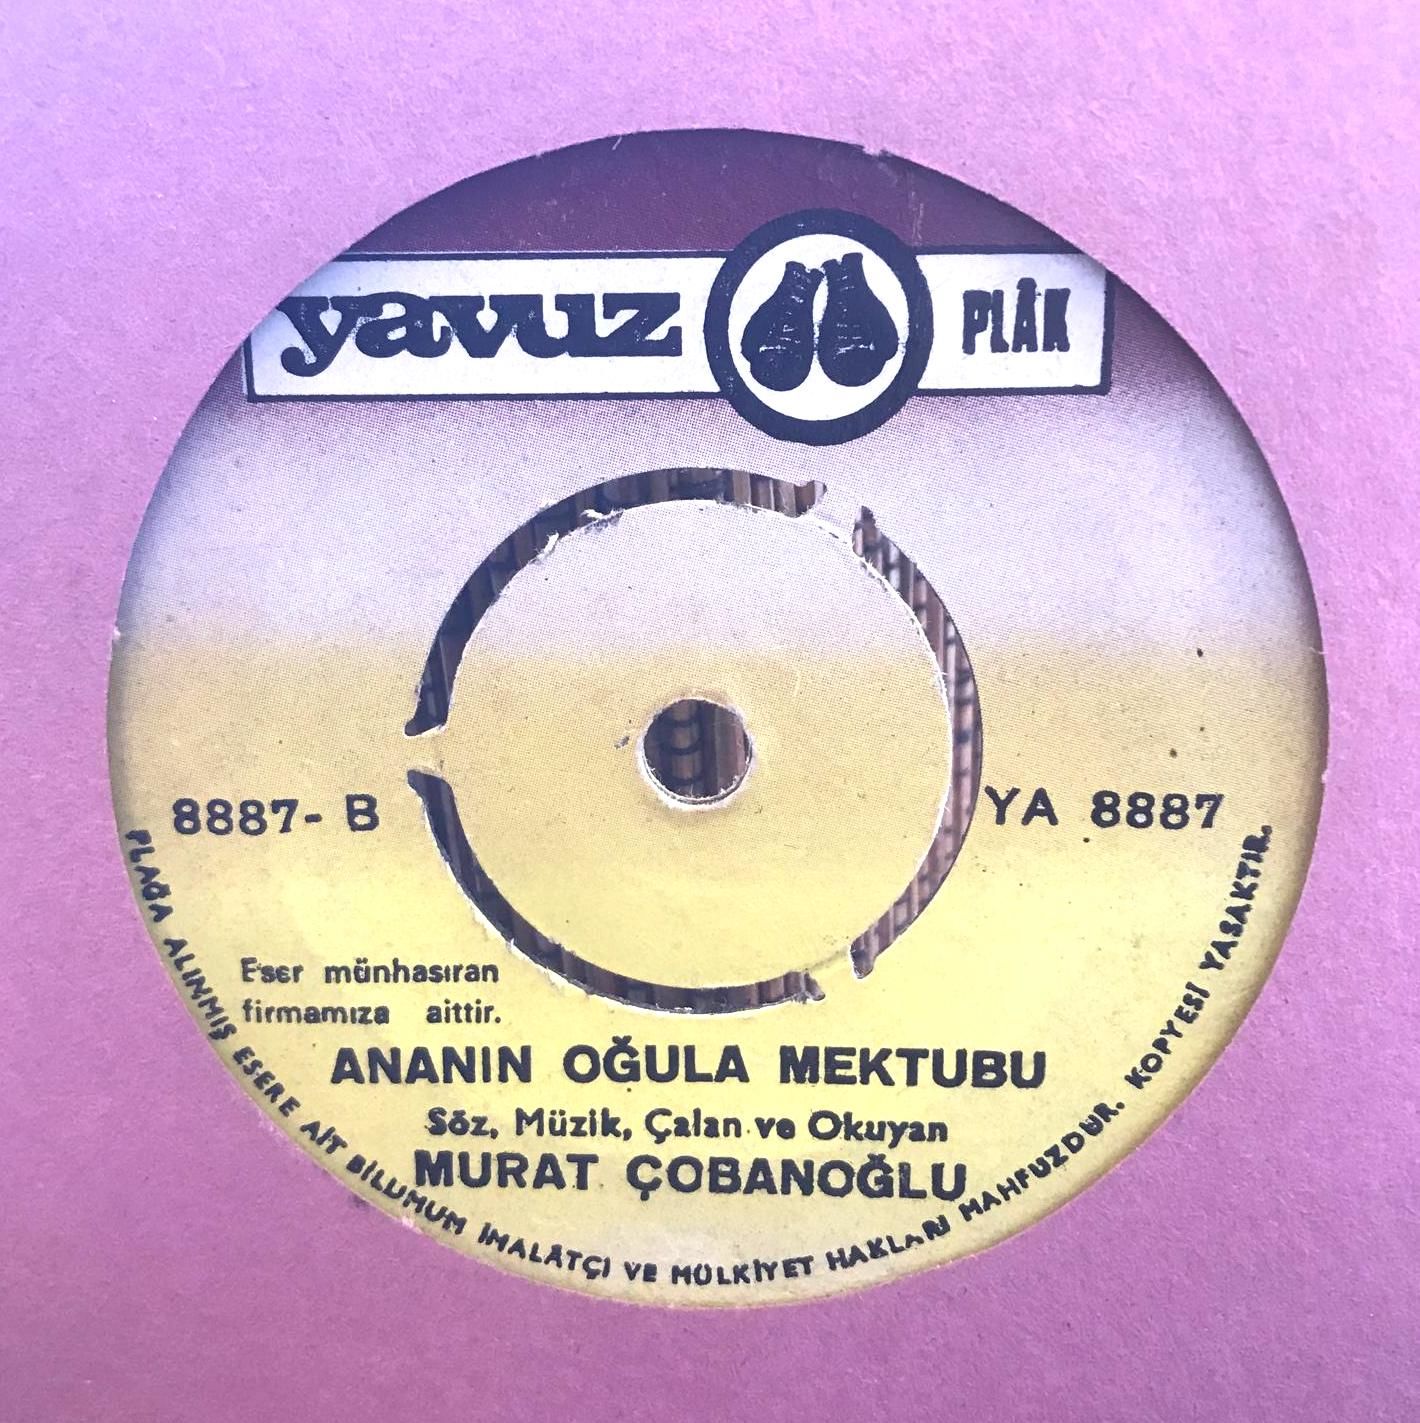 yavuz PLÂK
8887- B
YA 8887
Eser münhasıran
firmamıza aittir.
ANANIN OĞULA MEKTUBU
Söz, Müzik, Çalan ve Okuyan
MURAT ÇOBANOĞLU
PLAĞA ALINMIŞ ESERE AİT BİLUMUM İMALÂTÇI VE MÜLKİYET HAKLARI MAHFUZDUR. KOPYESİ YASAKTIR.